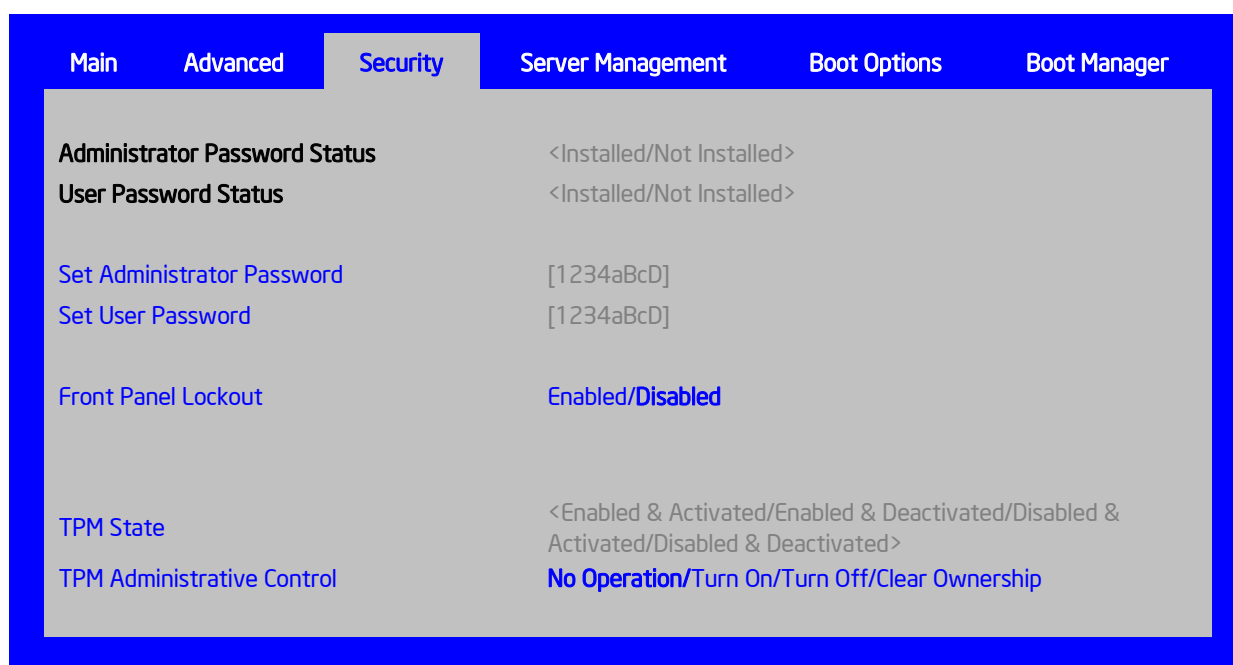 Main Advanced Security Server Management Boot Options Boot Manager
Administrator Password Status <Installed/Not Installed>
User Password Status <Installed/Not Installed>
Set Administrator Password [1234aBcD]
Set User Password [1234aBcD]
Front Panel Lockout Enabled/Disabled
TPM State <Enabled & Activated/Enabled & Deactivated/Disabled &
Activated/Disabled & Deactivated>
TPM Administrative Control No Operation/Turn On/Turn Off/Clear Ownership